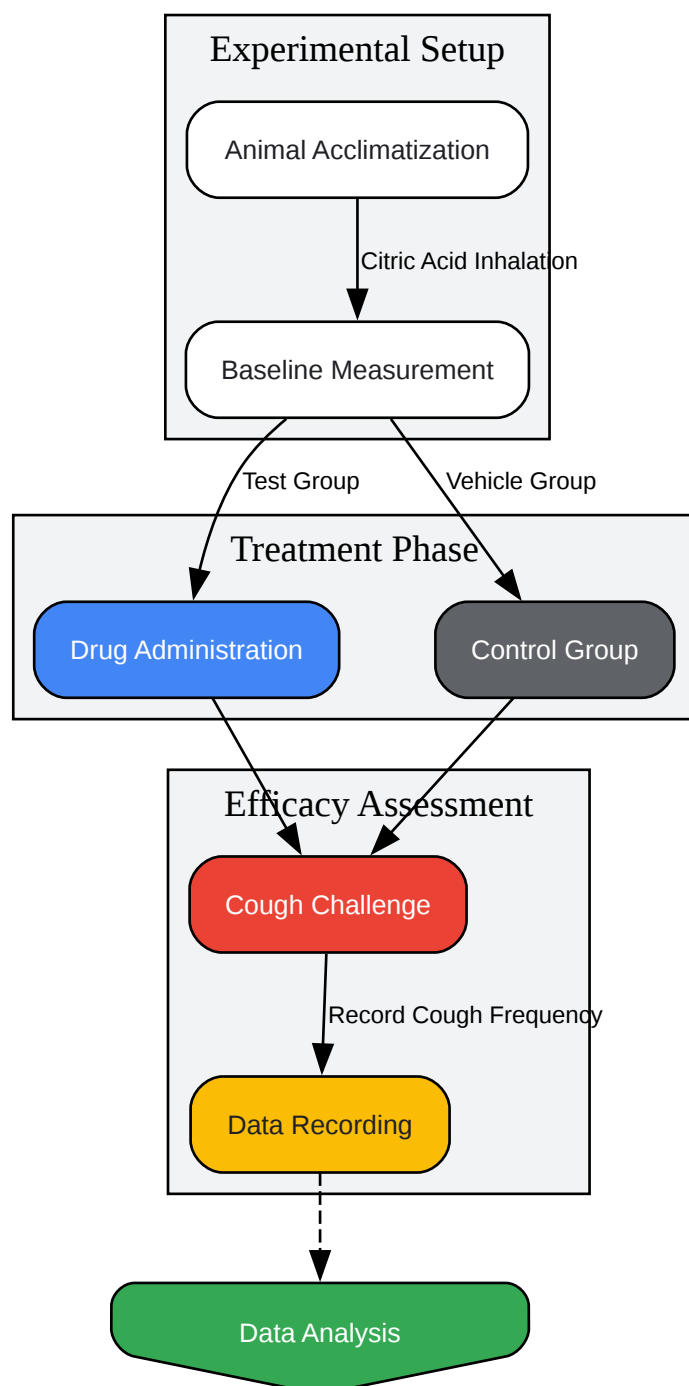 Experimental Setup
Animal Acclimatization
Citric Acid Inhalation
Baseline Measurement
Test Group
Vehicle Group
Treatment Phase
Drug Administration
Control Group
Efficacy Assessment
Cough Challenge
Record Cough Frequency
Data Recording
Data Analysis